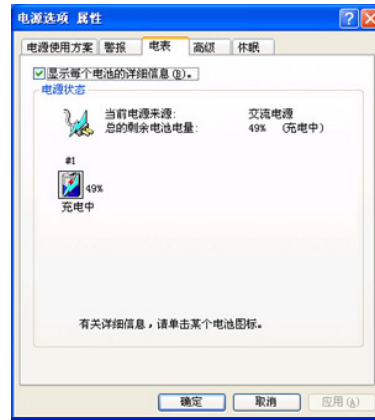 电源选项 属性
电源使用方案 警报 电表 高级 休眠
显示每个电池的详细信息(D)。
电源状态
当前电源来源: 交流电源
总的剩余电池电量: 49% (充电中)
#1
49%
充电中
有关详细信息，请单击某个电池图标。
确定 取消 应用(A)